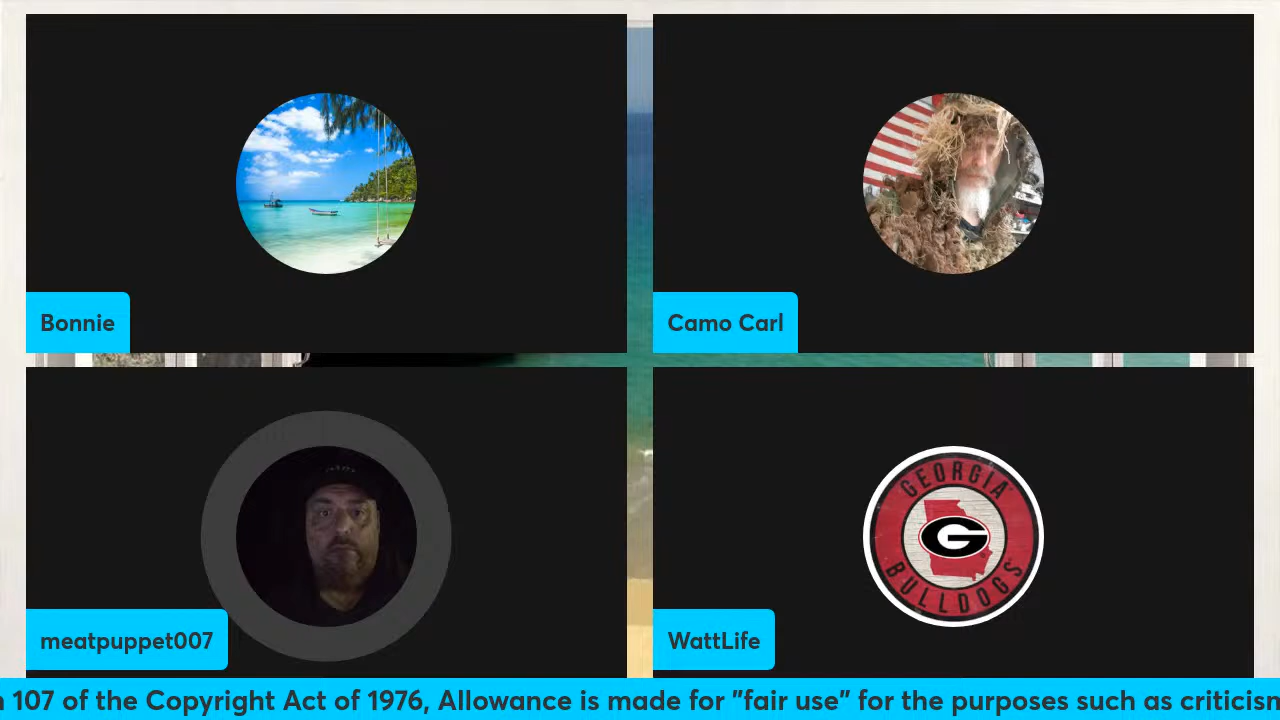 Bonnie
Camo Carl
meatpuppet007
GEORGIA
G
BULLDOGS
WattLife
107 of the Copyright Act of 1976, Allowance is made for "fair use" for the purposes such as